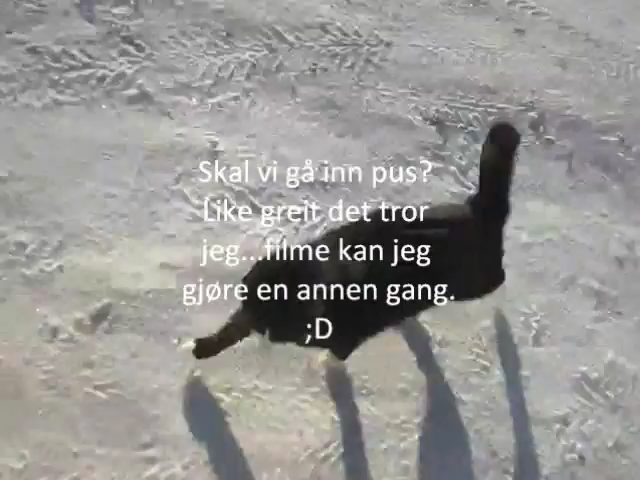 Skal vi gå inn pus?
Like greit det tror
jeg...filme kan jeg
gjøre en annen gang.
;D